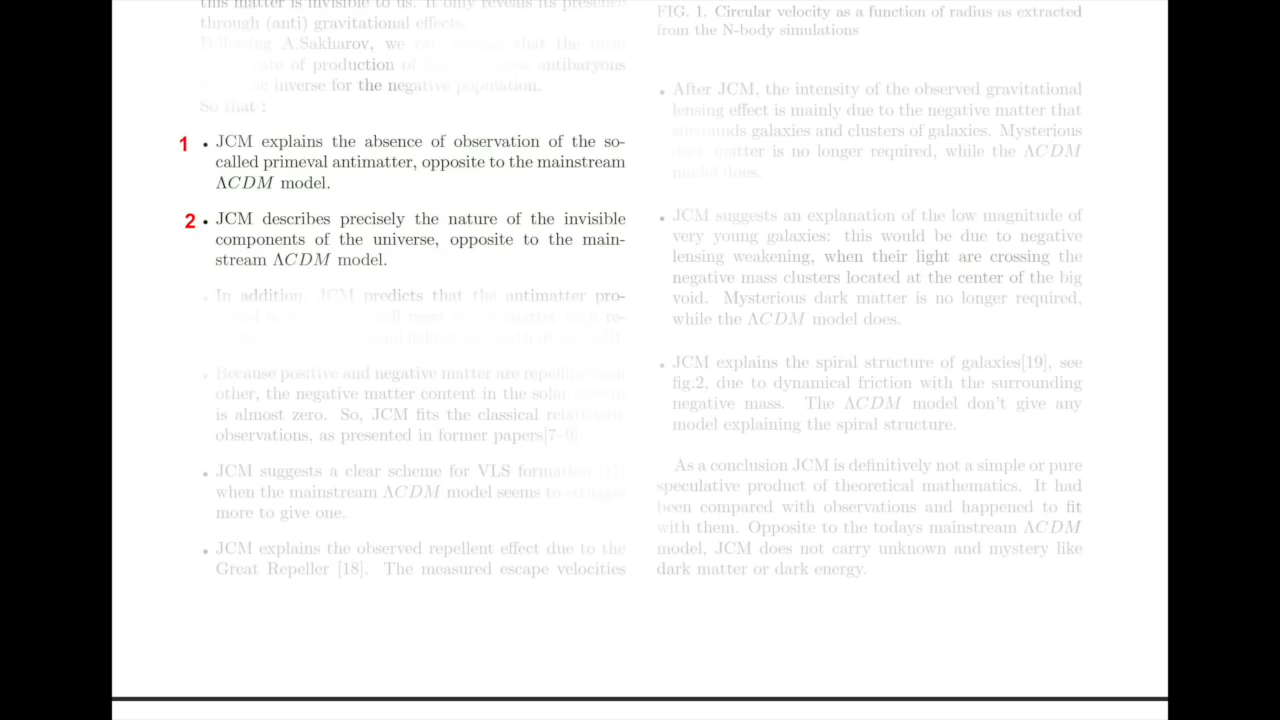 this matter is invisible to us. It only reveals its presence
through (anti) gravitational effects.
Following A.Sakharov, we can that the ratio
rate of production of antibaryons
be inverse for the negative population.
So that :
1 • JCM explains the absence of observation of the so-
called primeval antimatter, opposite to the mainstream
ΛCDM model.
2 • JCM describes precisely the nature of the invisible
components of the universe, opposite to the main-
stream ΛCDM model.
• In addition, JCM predicts that the antimatter pro-
will react matter with re-
• Because positive and negative matter are repelling each
other, the negative matter content in the solar system
is almost zero. So, JCM fits the classical relativistic
observations, as presented in former papers[7-9].
• JCM suggests a clear scheme for VLS formation [17]
when the mainstream ΛCDM model seems to struggle
more to give one.
• JCM explains the observed repellent effect due to the
Great Repeller [18]. The measured escape velocities
FIG. 1. Circular velocity as a function of radius as extracted
from the N-body simulations
• After JCM, the intensity of the observed gravitational
lensing effect is mainly due to the negative matter that
surrounds galaxies and clusters of galaxies. Mysterious
dark matter is no longer required, while the ΛCDM
model does.
• JCM suggests an explanation of the low magnitude of
very young galaxies: this would be due to negative
lensing weakening, when their light are crossing the
negative mass clusters located at the center of the big
void. Mysterious dark matter is no longer required,
while the ΛCDM model does.
• JCM explains the spiral structure of galaxies[19], see
fig.2, due to dynamical friction with the surrounding
negative mass. The ΛCDM model don't give any
model explaining the spiral structure.
As a conclusion JCM is definitively not a simple or pure
speculative product of theoretical mathematics. It had
been compared with observations and happened to fit
with them. Opposite to the todays mainstream ΛCDM
model, JCM does not carry unknown and mystery like
dark matter or dark energy.